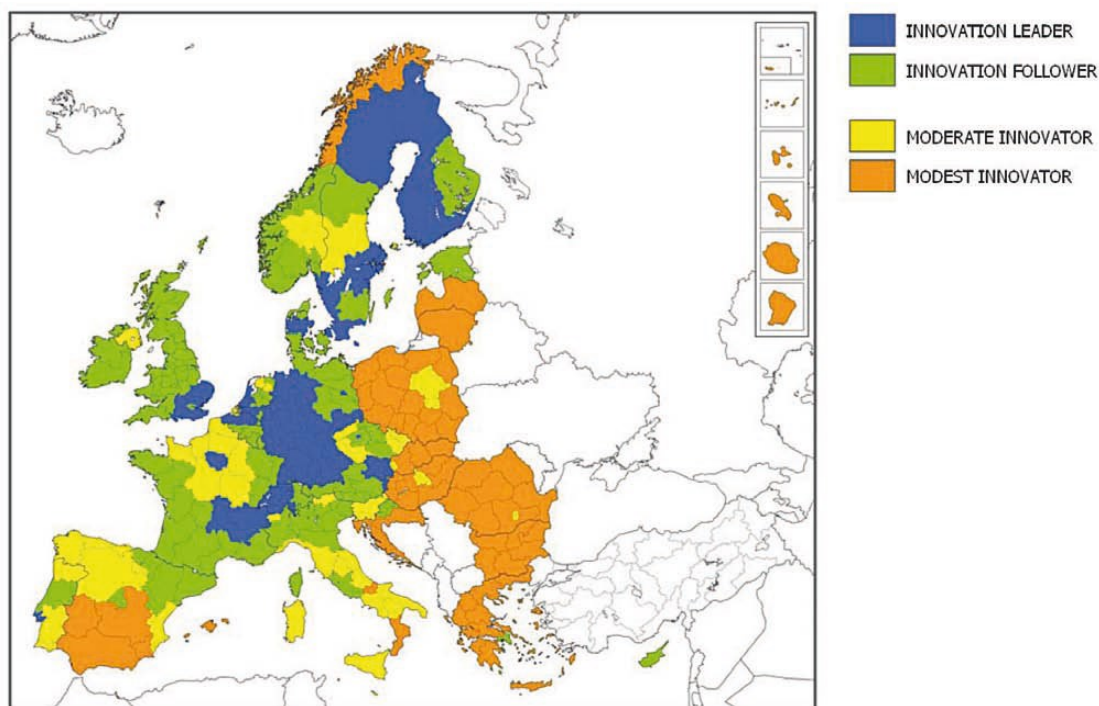 INNOVATION LEADER
INNOVATION FOLLOWER
MODERATE INNOVATOR
MODEST INNOVATOR